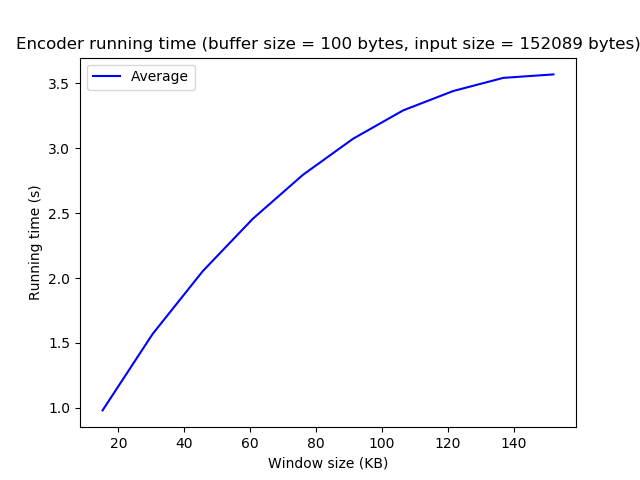 Encoder running time (buffer size = 100 bytes, input size = 152089 bytes)
Average
3.5
3.0
2.5
2.0
1.5
1.0
Running time (s)
20 40 60 80 100 120 140
Window size (KB)